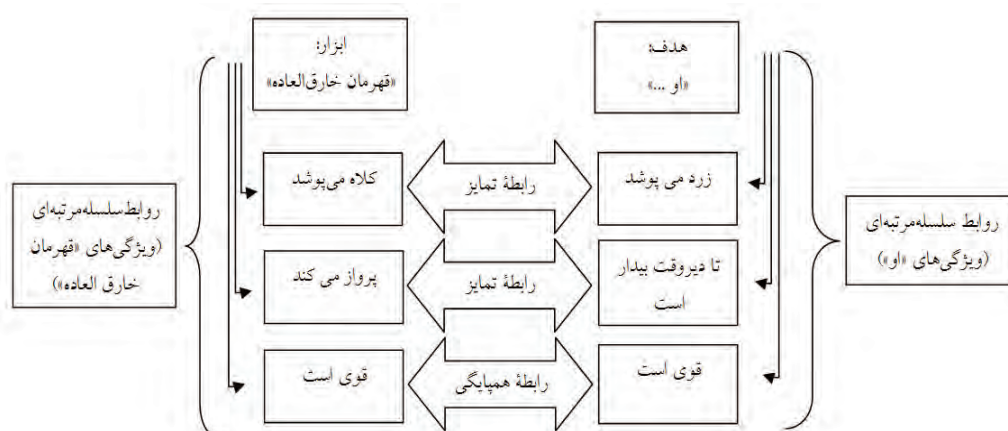 هدف:
«او ...»
ابزار:
«قهرمان خارق‌العاده»
زرد می پوشد
رابطهٔ تمایز
کلاه می‌پوشد
روابط سلسله‌مرتبه‌ای
(ویژگی‌های «او»)
تا دیروقت بیدار
است
رابطهٔ تمایز
پرواز می کند
روابط‌سلسله‌مرتبه‌ای
(ویژگی‌های «قهرمان
خارق العاده»)
قوی است
رابطهٔ همپایگی
قوی است